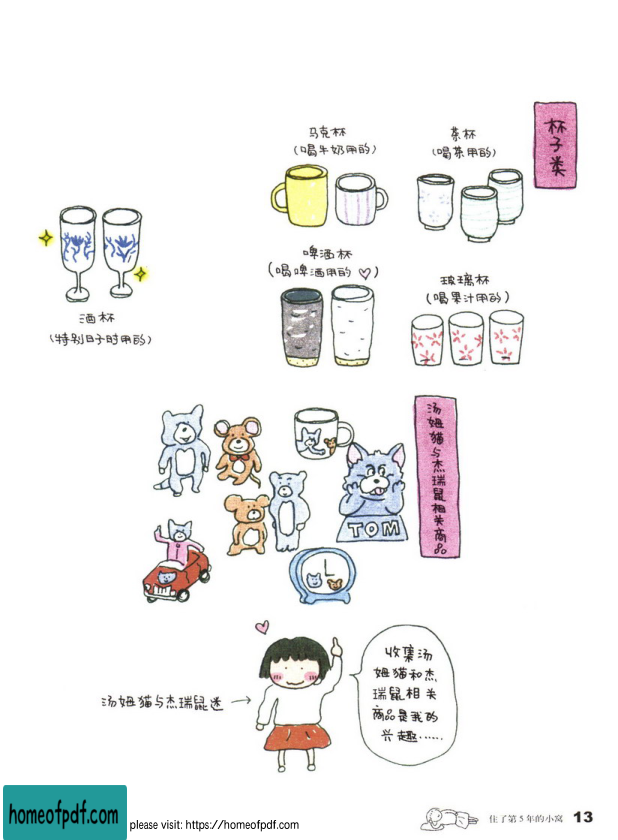 杯子类
马克杯
(喝牛奶用的)
茶杯
(喝茶用的)
酒杯
(特别日子时用的)
啤酒杯
(喝啤酒用的♡)
玻璃杯
(喝果汁用的)
汤姆猫与杰瑞鼠相关商品
TOM
汤姆猫与杰瑞鼠迷→
收集汤
姆猫和杰
瑞鼠相关
商品是我的
兴趣……
住了第5年的小窝 13
homeofpdf.com
please visit: https://homeofpdf.com